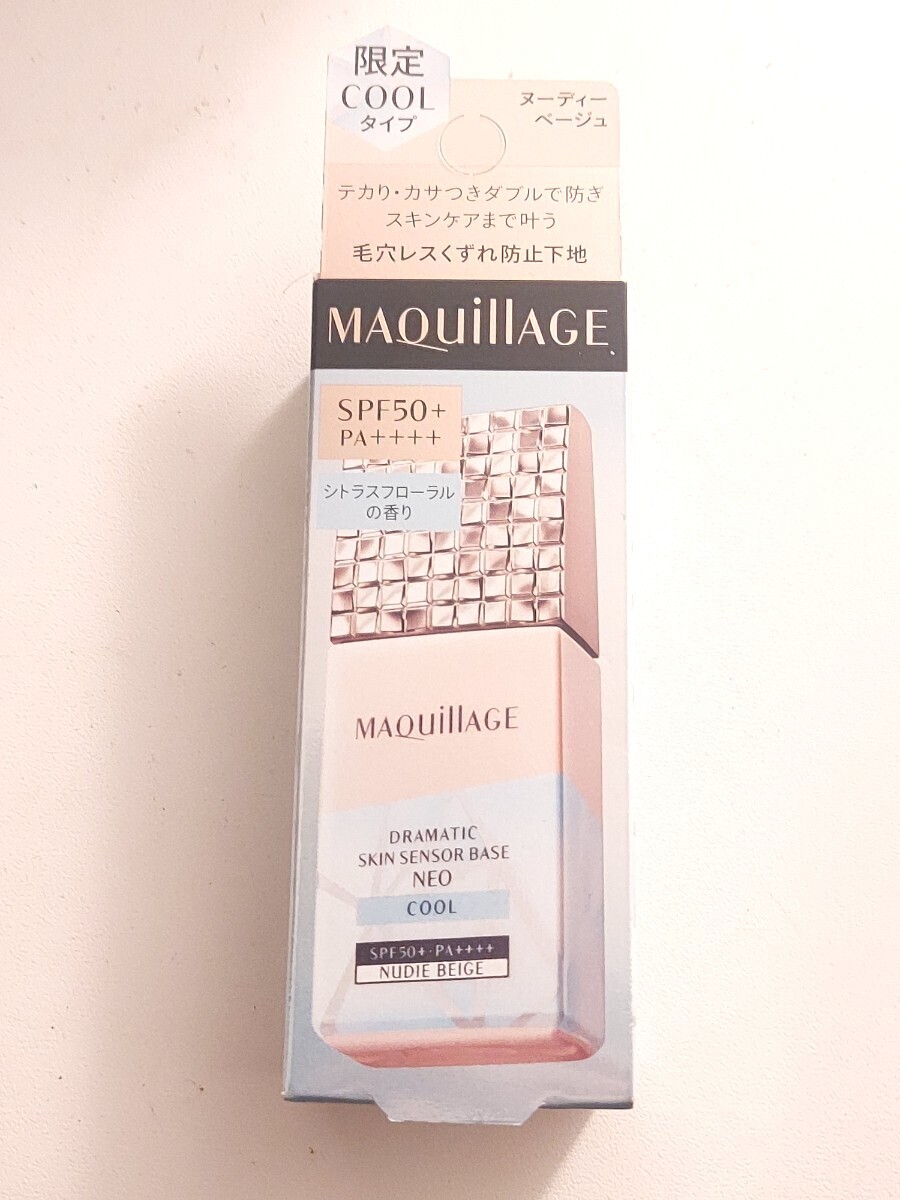 限定
COOL
タイプ
ヌーディー
ベージュ
テカり・カサつきダブルで防ぎ
スキンケアまで叶う
毛穴レスくずれ防止下地
MAQuillAGE
SPF50+
PA++++
シトラスフローラル
の香り
MAQuillAGE
DRAMATIC
SKIN SENSOR BASE
NEO
COOL
SPF50+・PA++++
NUDIE BEIGE